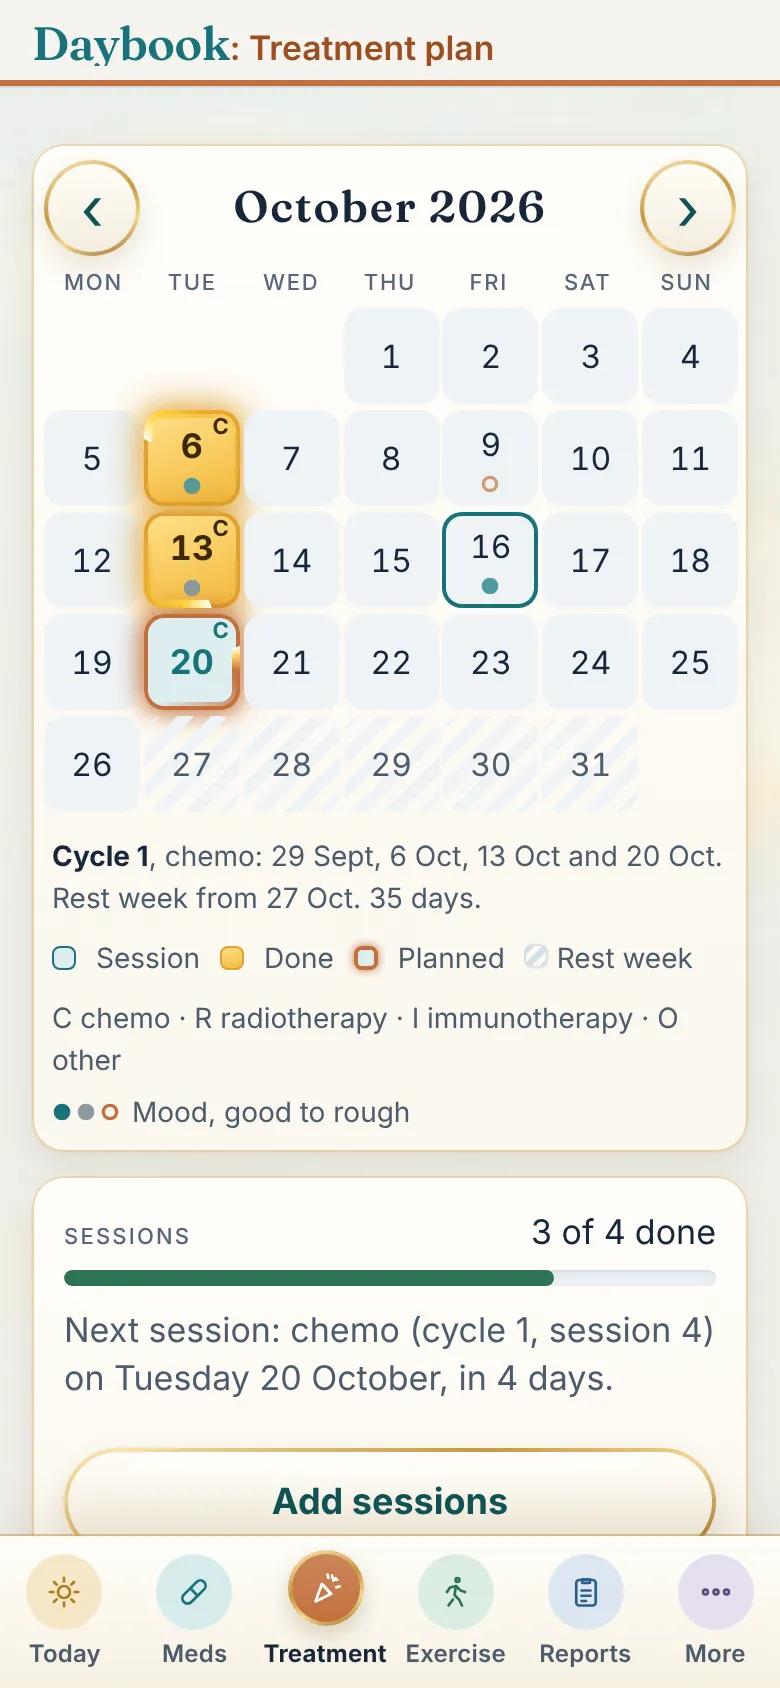 Daybook: Treatment plan
‹ October 2026 ›
MON TUE WED THU FRI SAT SUN
1 2 3 4
5 6 C 7 8 9 10 11
12 13 C 14 15 16 17 18
19 20 C 21 22 23 24 25
26 27 28 29 30 31
Cycle 1, chemo: 29 Sept, 6 Oct, 13 Oct and 20 Oct.
Rest week from 27 Oct. 35 days.
Session Done Planned Rest week
C chemo · R radiotherapy · I immunotherapy · O
other
Mood, good to rough
SESSIONS 3 of 4 done
Next session: chemo (cycle 1, session 4)
on Tuesday 20 October, in 4 days.
Add sessions
Today Meds Treatment Exercise Reports More